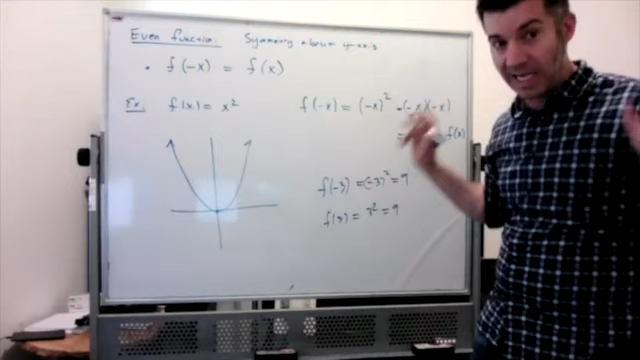 Even function: Symmetry about y-axis
• f(-x) = f(x)
Ex. f(x) = x² f(-x) = (-x)² = (-x)(-x)
= f(x)
f(-3) = (-3)² = 9
f(3) = 3² = 9